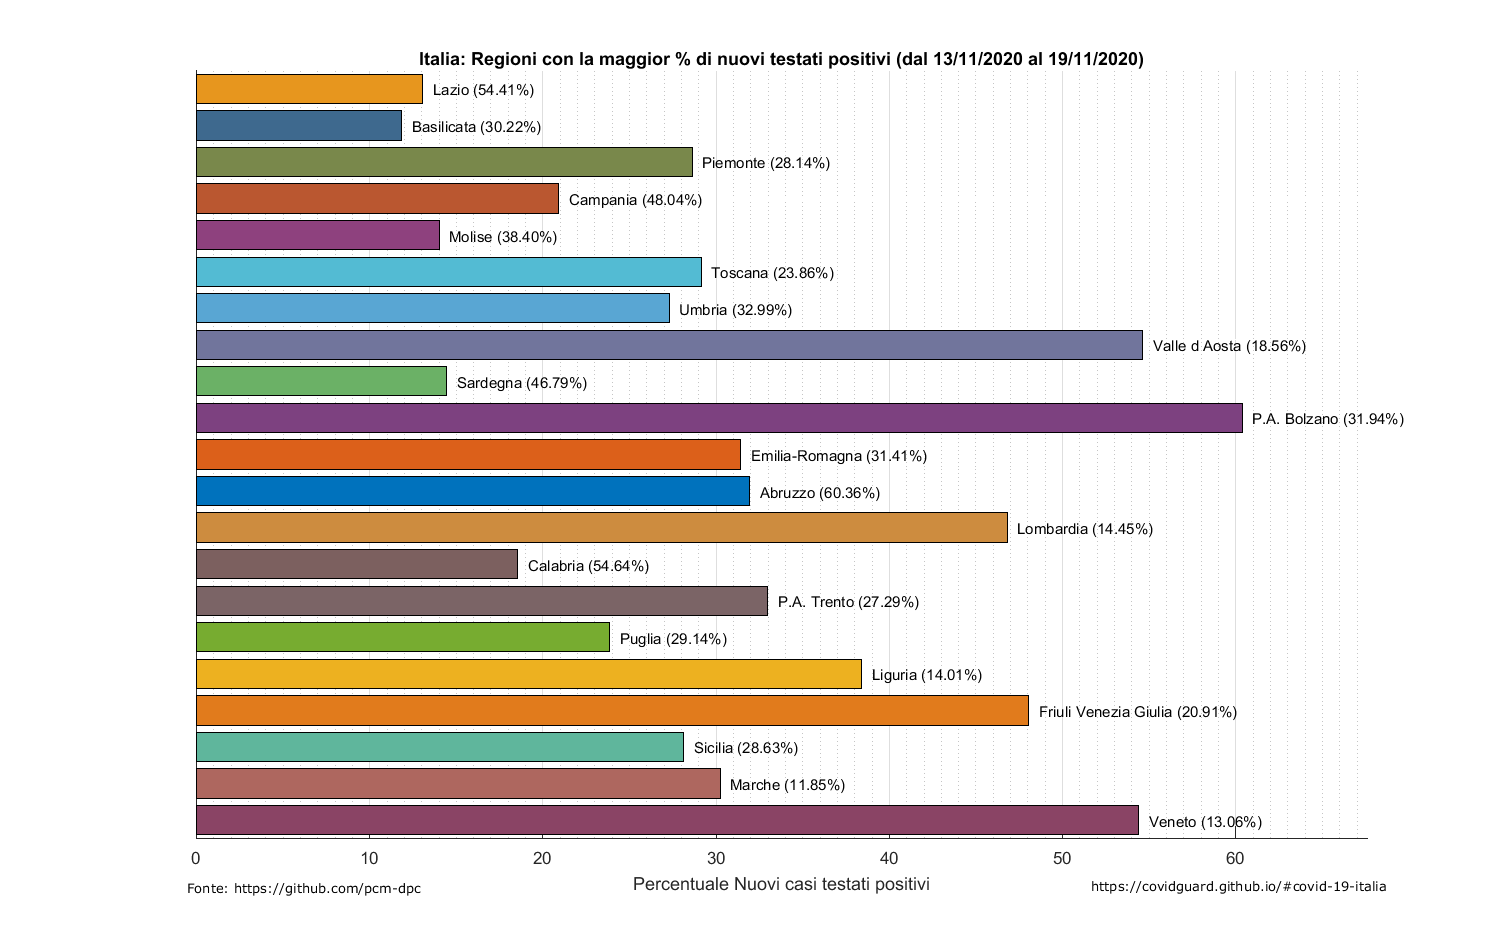 Italia: Regioni con la maggior % di nuovi testati positivi (dal 13/11/2020 al 19/11/2020)
Lazio (54.41%)
Basilicata (30.22%)
Piemonte (28.14%)
Campania (48.04%)
Molise (38.40%)
Toscana (23.86%)
Umbria (32.99%)
Valle d Aosta (18.56%)
Sardegna (46.79%)
P.A. Bolzano (31.94%)
Emilia-Romagna (31.41%)
Abruzzo (60.36%)
Lombardia (14.45%)
Calabria (54.64%)
P.A. Trento (27.29%)
Puglia (29.14%)
Liguria (14.01%)
Friuli Venezia Giulia (20.91%)
Sicilia (28.63%)
Marche (11.85%)
Veneto (13.06%)
0 10 20 30 40 50 60
Percentuale Nuovi casi testati positivi
Fonte: https://github.com/pcm-dpc
https://covidguard.github.io/#covid-19-italia